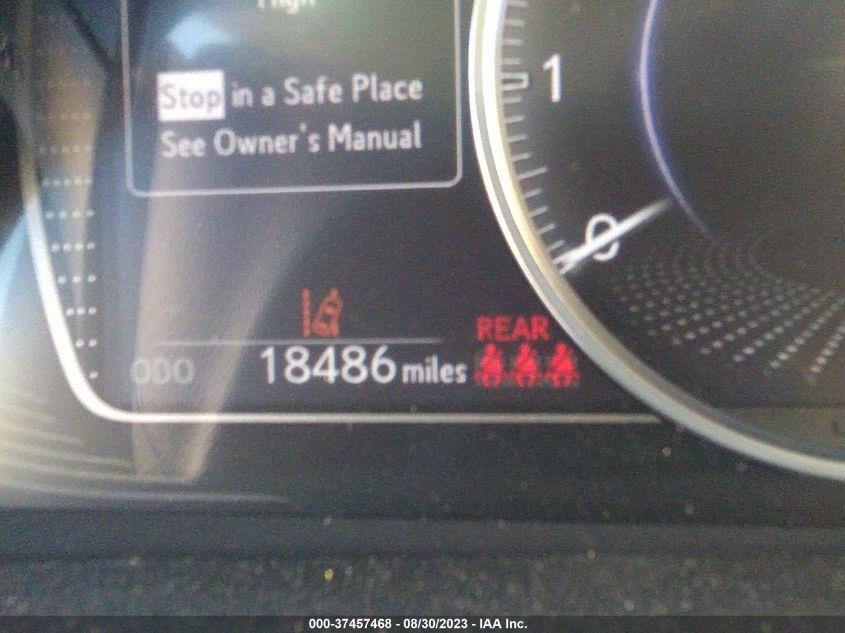 Stop in a Safe Place
See Owner's Manual
1
0
REAR
000 18486 miles
000-37457468 - 08/30/2023 - IAA Inc.